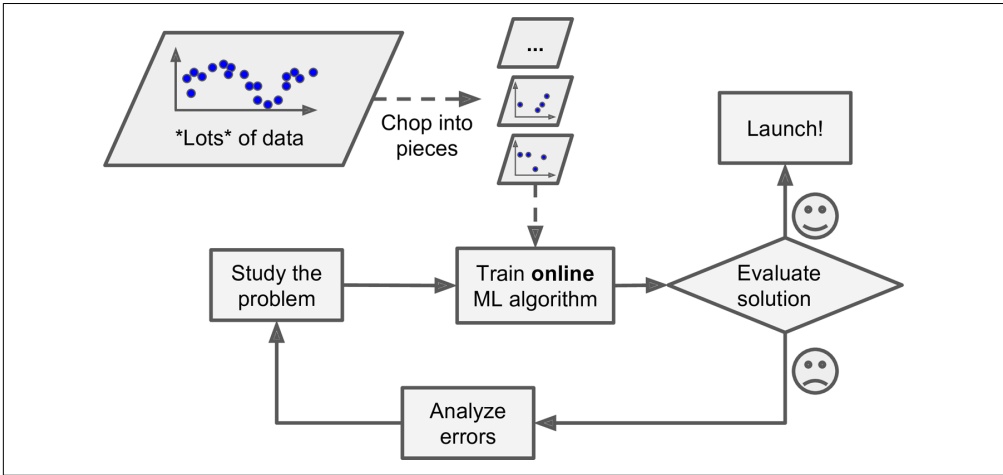 ...
*Lots* of data
Chop into
pieces
Launch!
Study the
problem
Train online
ML algorithm
Evaluate
solution
Analyze
errors